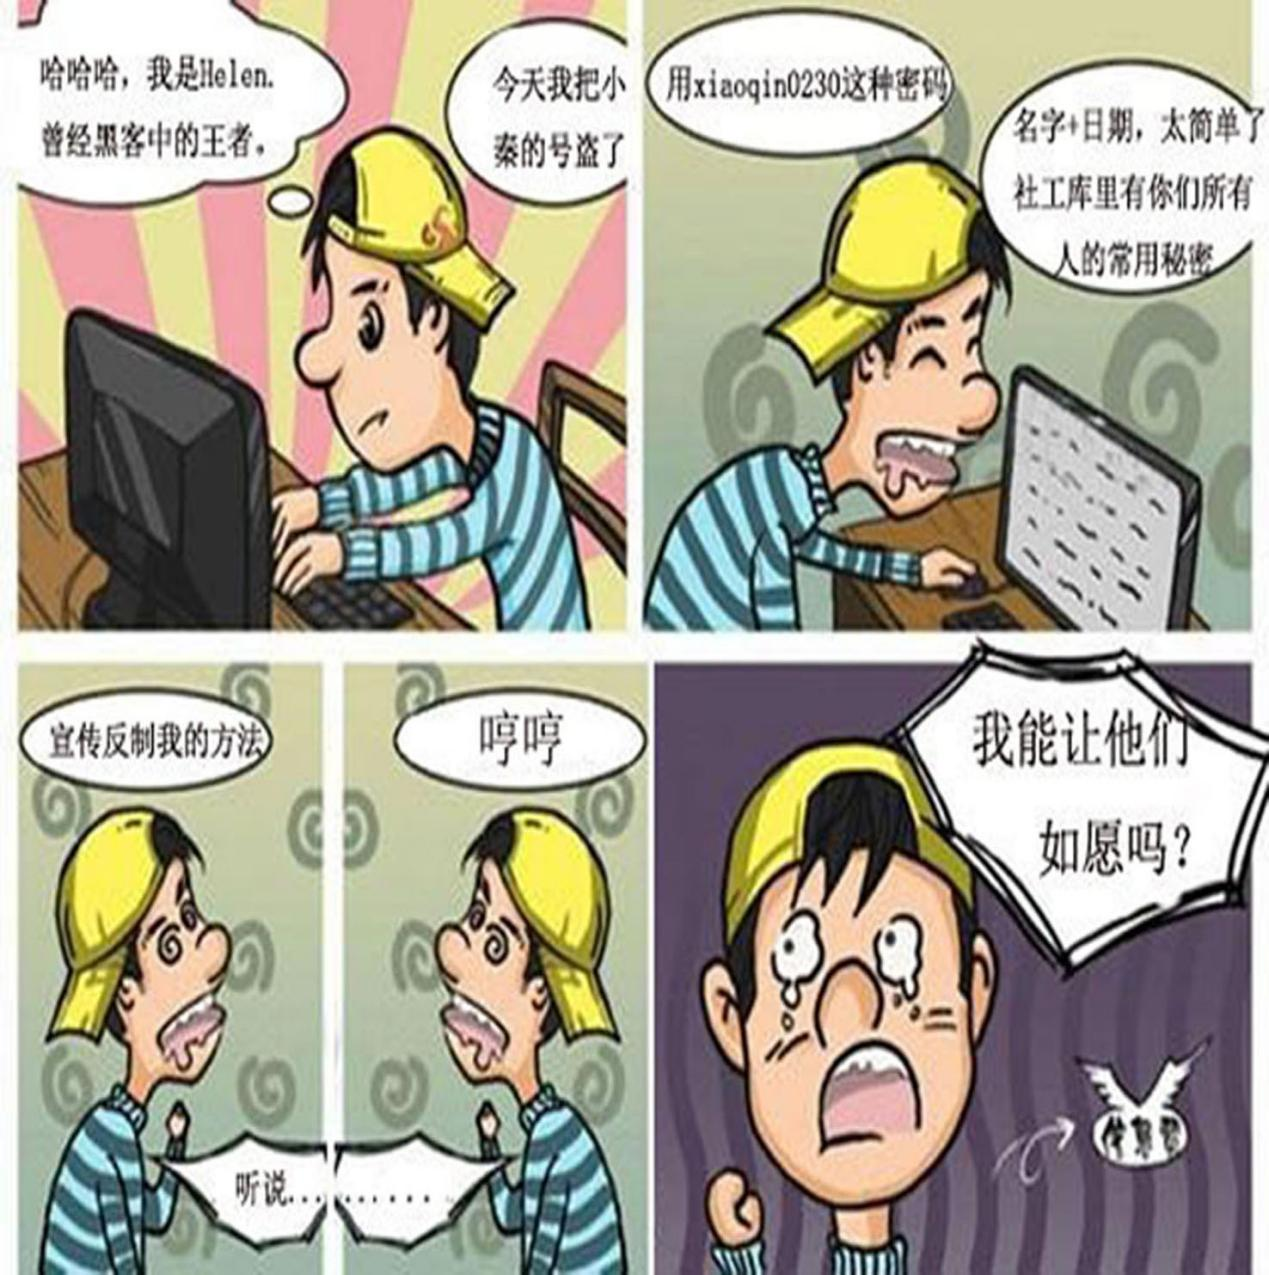 哈哈哈，我是Helen.
曾经黑客中的王者。
今天我把小
秦的号盗了
用xiaoqin0230这种密码
名字+日期，太简单了
社工库里有你们所有
人的常用秘密
宣传反制我的方法
哼哼
听说...
......
我能让他们
如愿吗？